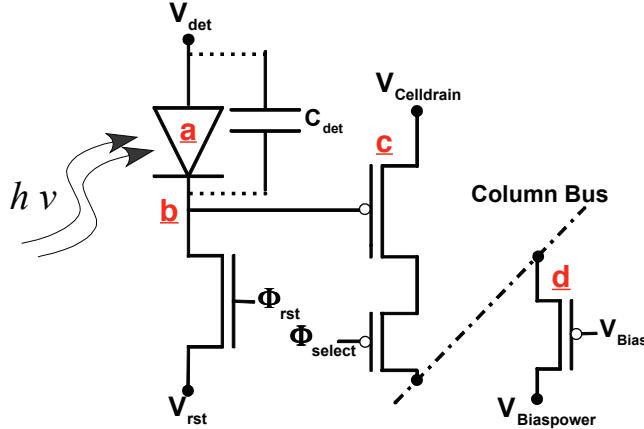 V_det
V_Celldrain
a
C_det
c
h ν
b
Column Bus
d
Φ_rst
Φ_select
V_Bias
V_rst
V_Biaspower